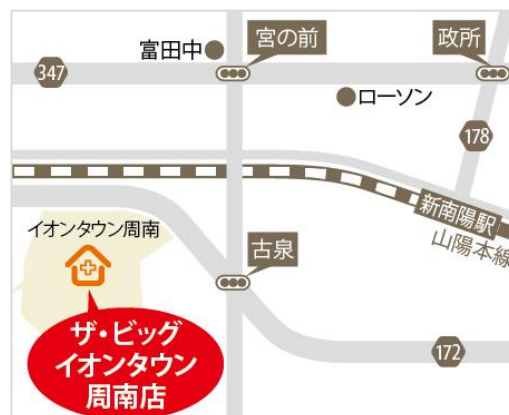 富田中
宮の前
政所
347
ローソン
178
新南陽駅
山陽本線
イオンタウン周南
古泉
ザ・ビッグ
イオンタウン
周南店
172